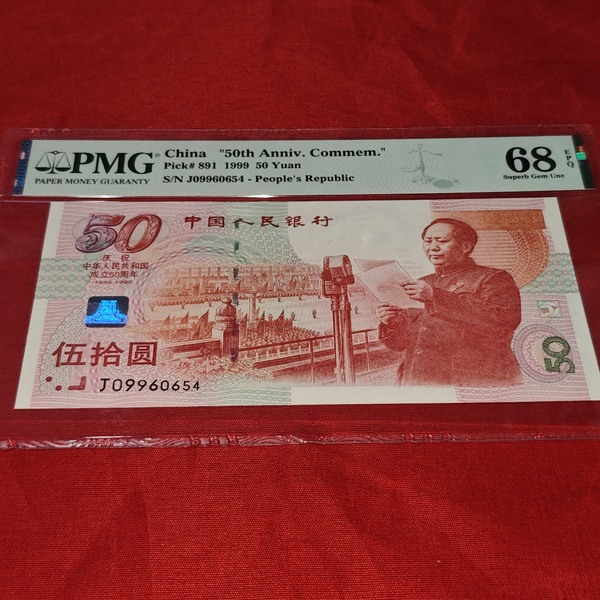 PMG
PAPER MONEY GUARANTY
China "50th Anniv. Commem."
Pick# 891 1999 50 Yuan
S/N J09960654 - People's Republic
68 EPQ
Superb Gem Unc
50
中国人民银行
庆祝
中华人民共和国
成立50周年
1949-1999
伍拾圆
J09960654
50